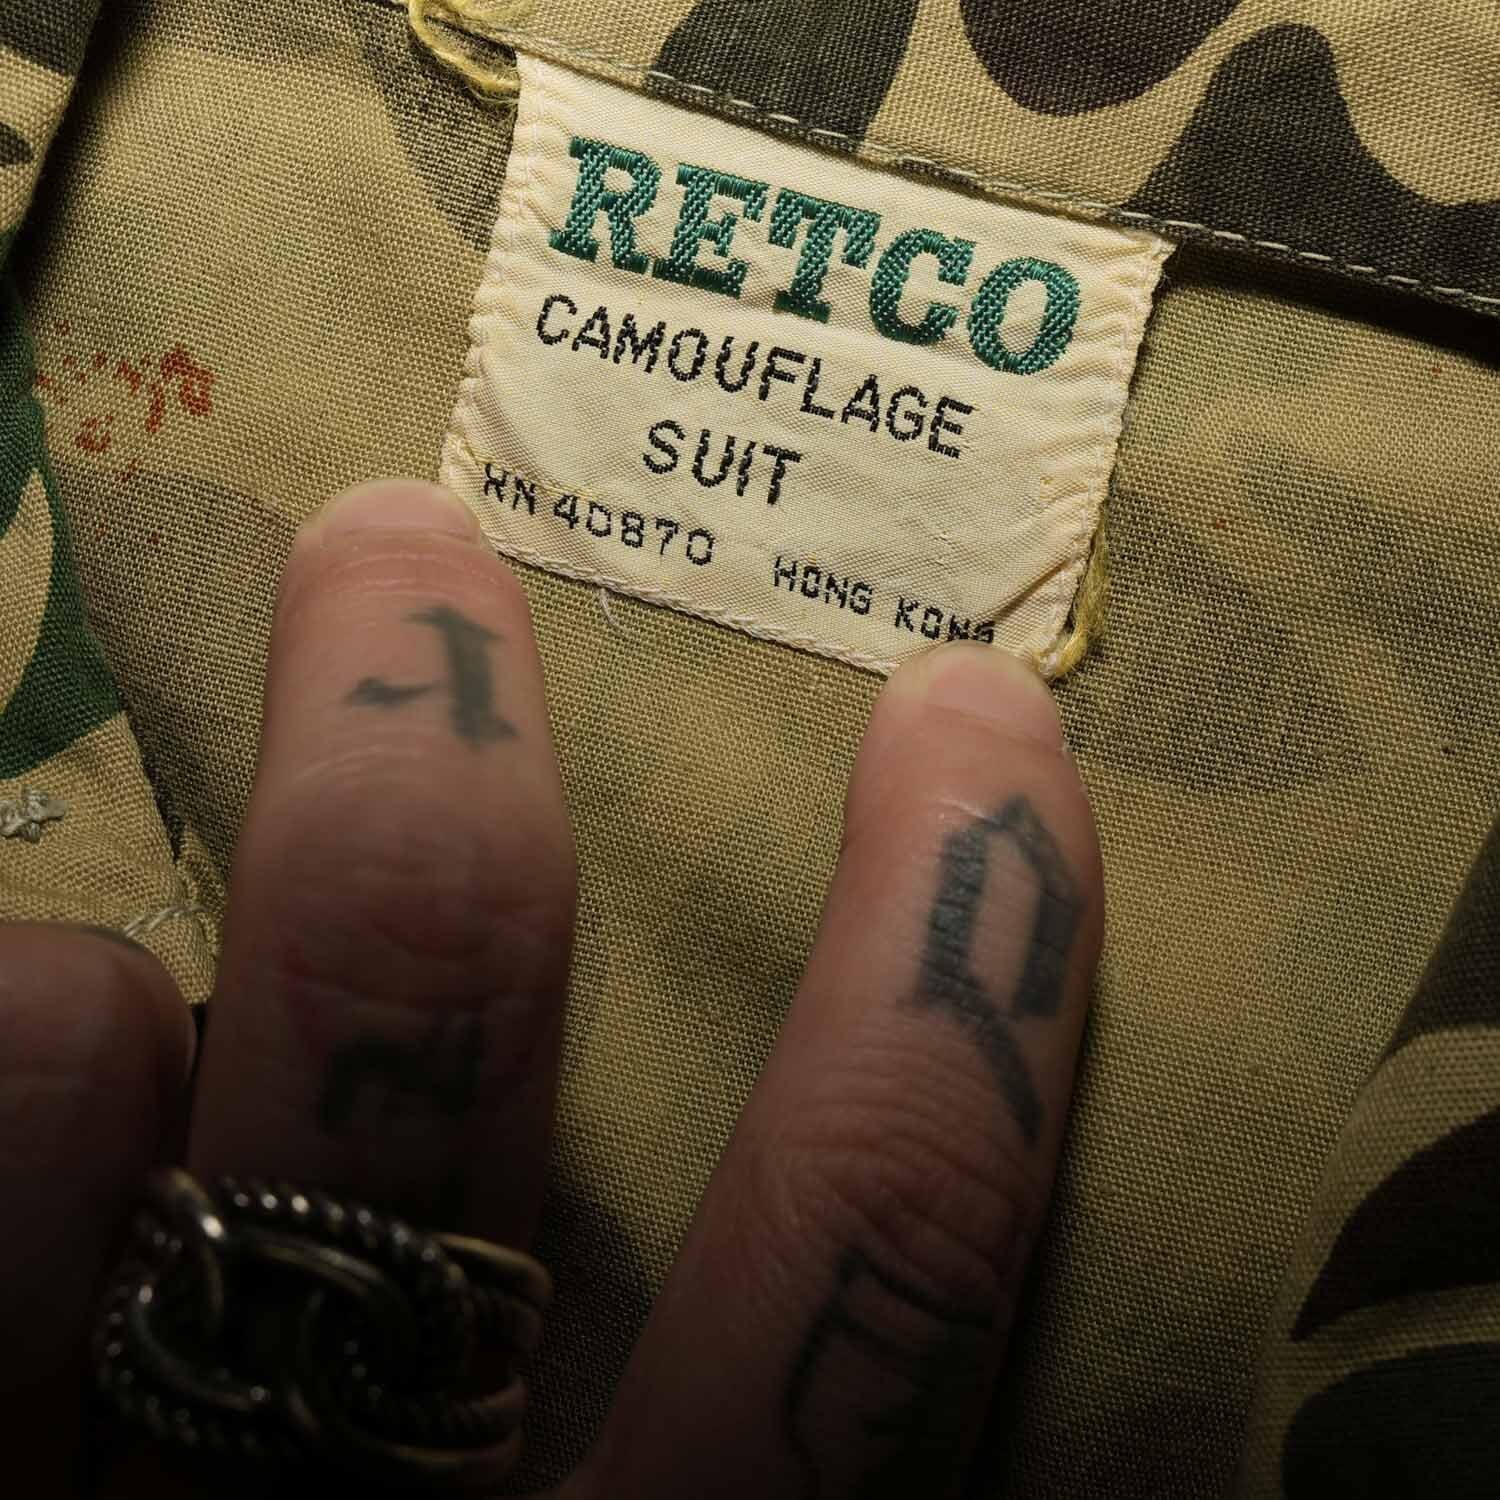 RETCO
CAMOUFLAGE
SUIT
RN 40870 HONG KONG